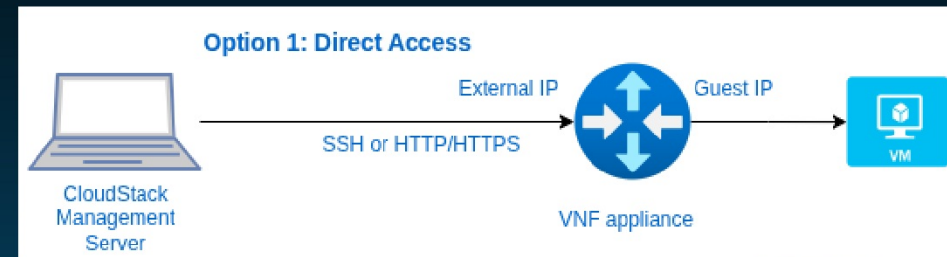 Option 1: Direct Access
External IP
Guest IP
SSH or HTTP/HTTPS
VM
CloudStack
Management
Server
VNF appliance